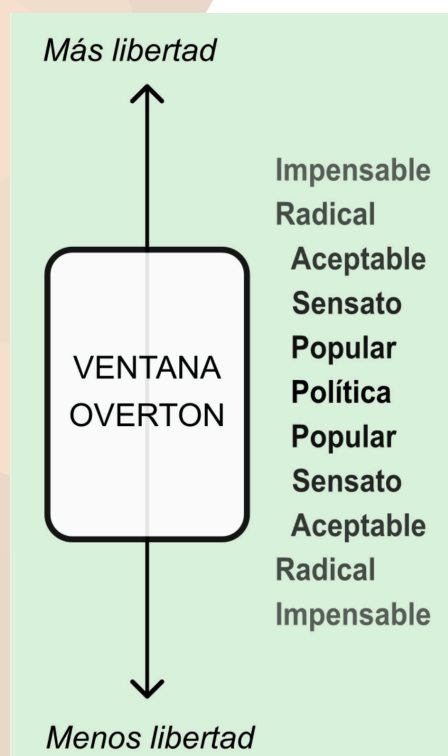 Más libertad
Impensable
Radical
Aceptable
Sensato
Popular
VENTANA
OVERTON
Política
Popular
Sensato
Aceptable
Radical
Impensable
Menos libertad